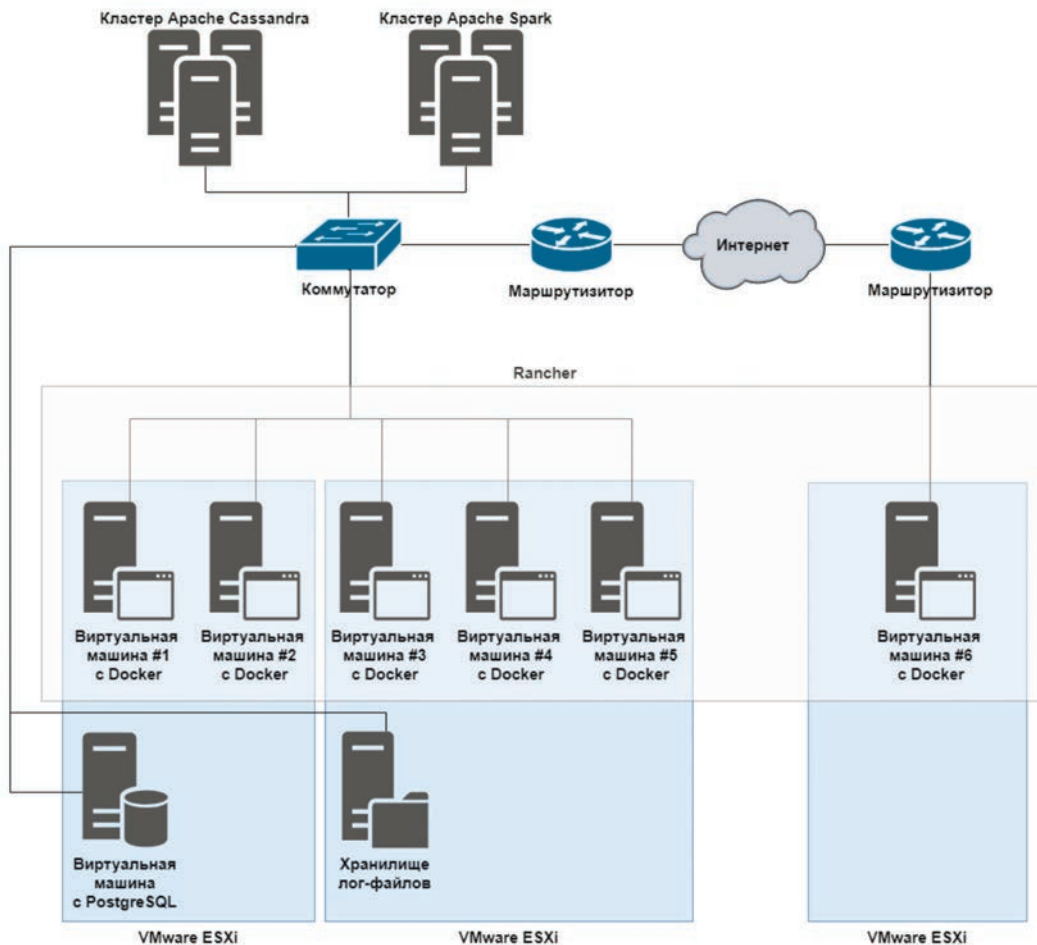 Кластер Apache Cassandra
Кластер Apache Spark
Интернет
Коммутатор
Маршрутизитор
Маршрутизитор
Rancher
Виртуальная
машина #1
с Docker
Виртуальная
машина #2
с Docker
Виртуальная
машина #3
с Docker
Виртуальная
машина #4
с Docker
Виртуальная
машина #5
с Docker
Виртуальная
машина #6
с Docker
Виртуальная
машина
с PostgreSQL
Хранилище
лог-файлов
VMware ESXi
VMware ESXi
VMware ESXi